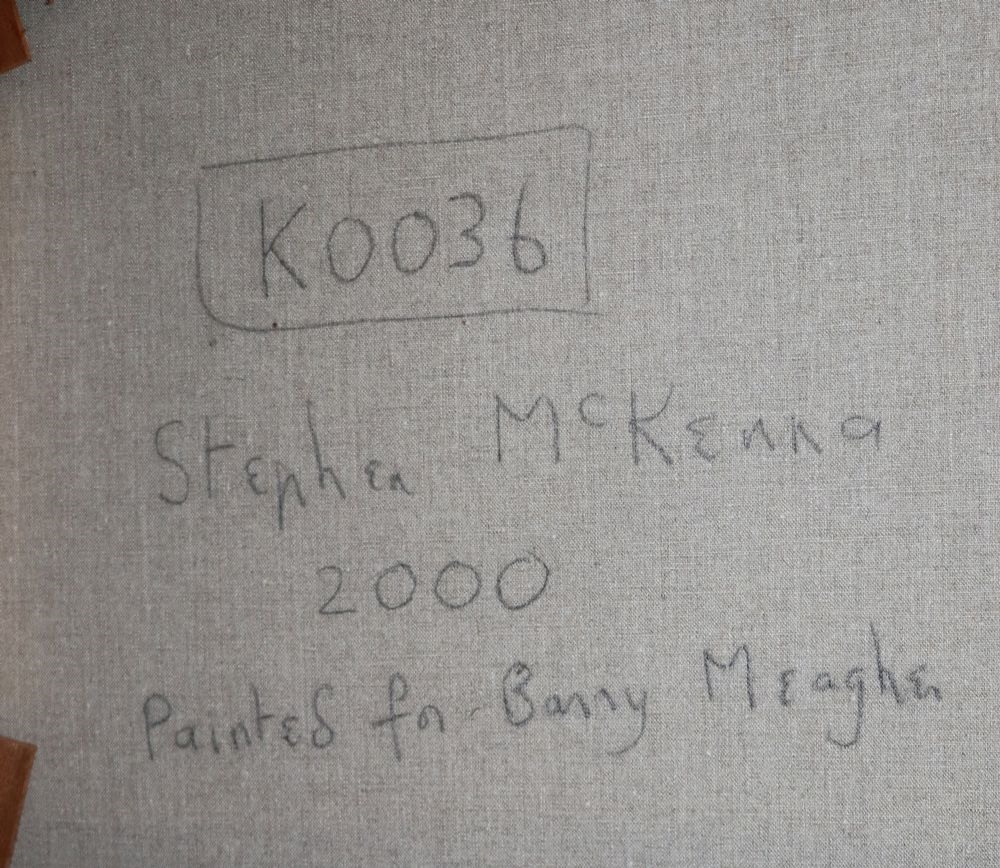 K0036
Stephen McKenna
2000
Painted for Barry Meagher